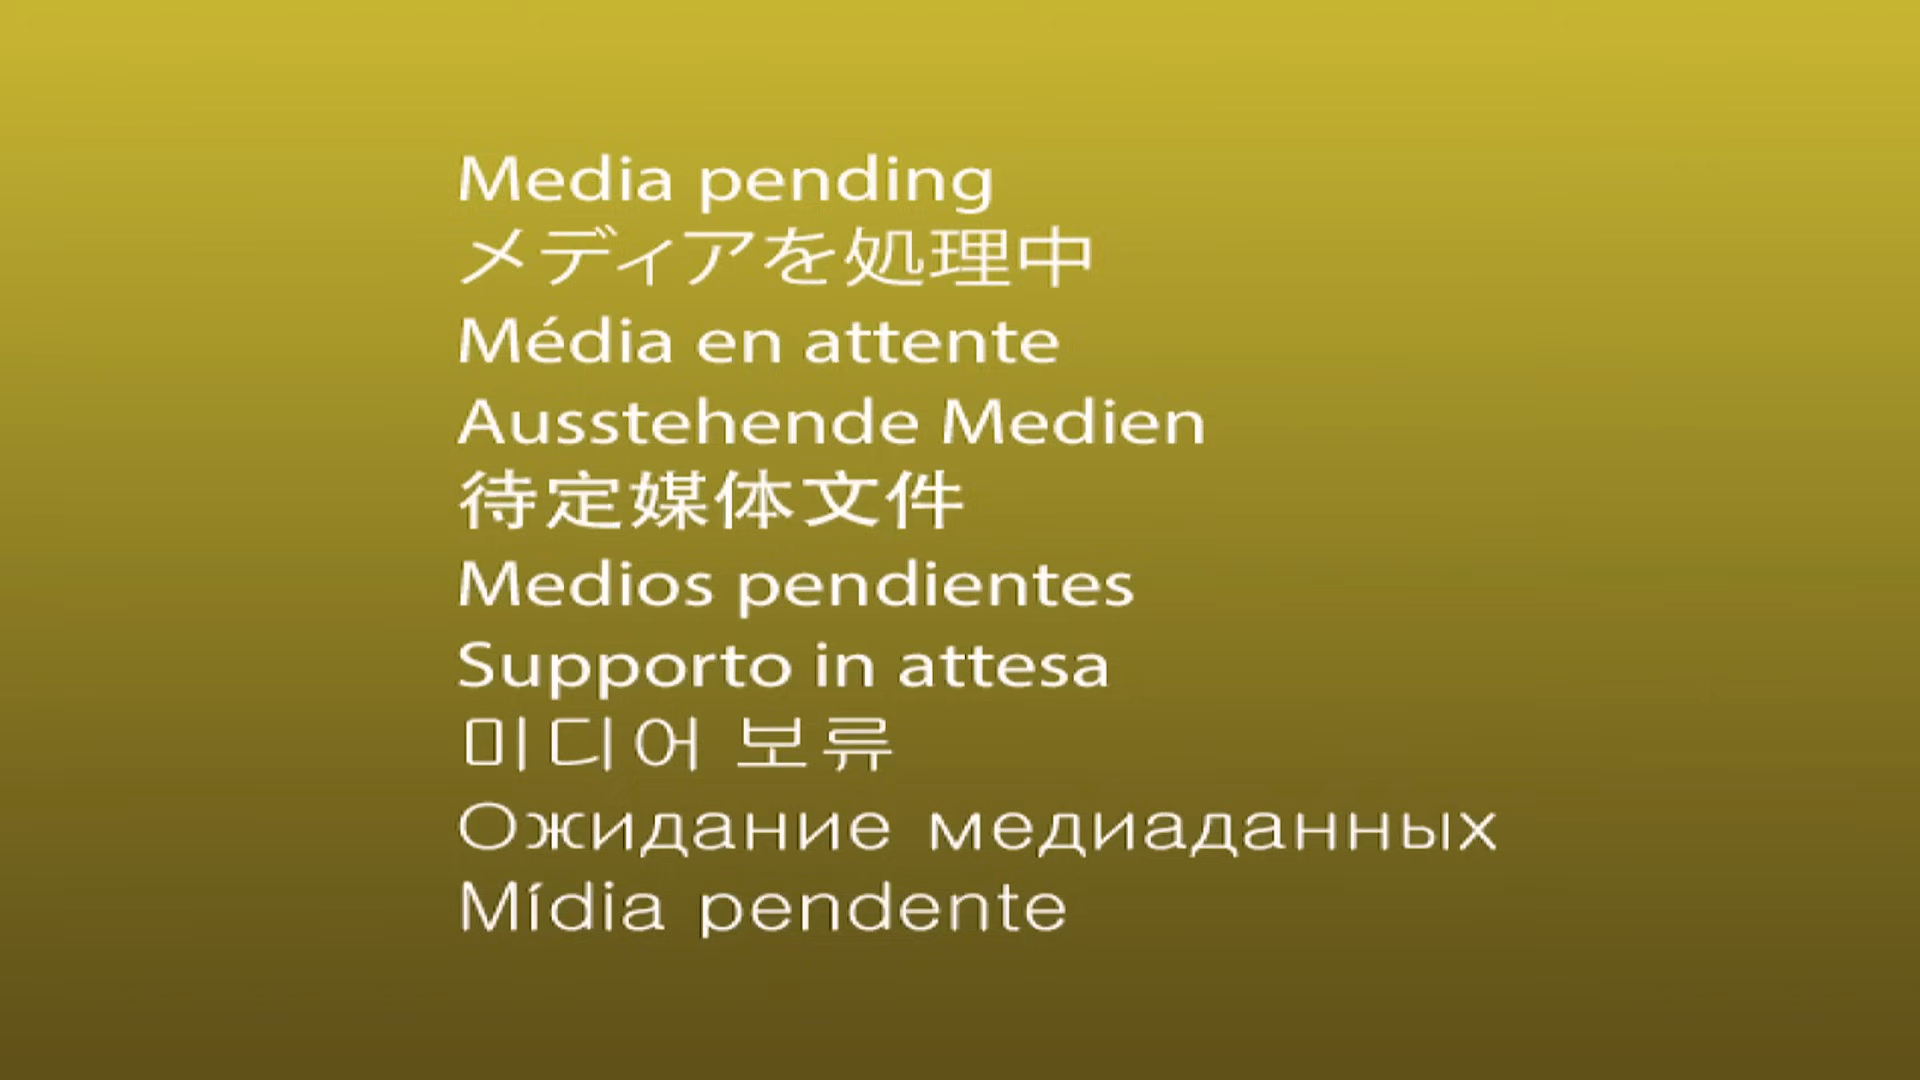 Media pending
メディアを処理中
Média en attente
Ausstehende Medien
待定媒体文件
Medios pendientes
Supporto in attesa
미디어 보류
Ожидание медиаданных
Mídia pendente